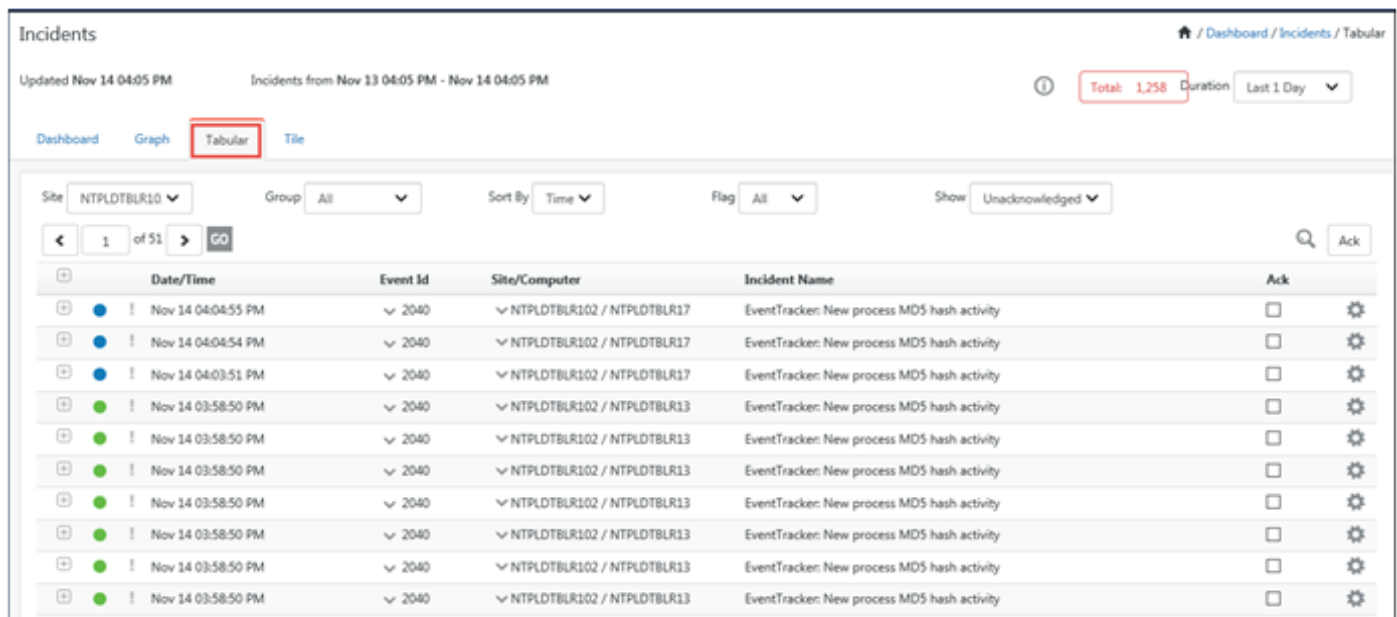 Incidents
/ Dashboard / Incidents / Tabular
Updated Nov 14 04:05 PM Incidents from Nov 13 04:05 PM - Nov 14 04:05 PM
Total: 1,258 Duration Last 1 Day
Dashboard Graph Tabular Tile
Site NTPLDTBLR10 Group All Sort By Time Flag All Show Unacknowledged
1 of 51 GO Ack
Date/Time Event Id Site/Computer Incident Name Ack
! Nov 14 04:04:55 PM 2040 NTPLDTBLR102 / NTPLDTBLR17 EventTracker: New process MD5 hash activity
! Nov 14 04:04:54 PM 2040 NTPLDTBLR102 / NTPLDTBLR17 EventTracker: New process MD5 hash activity
! Nov 14 04:03:51 PM 2040 NTPLDTBLR102 / NTPLDTBLR17 EventTracker: New process MD5 hash activity
! Nov 14 03:58:50 PM 2040 NTPLDTBLR102 / NTPLDTBLR13 EventTracker: New process MD5 hash activity
! Nov 14 03:58:50 PM 2040 NTPLDTBLR102 / NTPLDTBLR13 EventTracker: New process MD5 hash activity
! Nov 14 03:58:50 PM 2040 NTPLDTBLR102 / NTPLDTBLR13 EventTracker: New process MD5 hash activity
! Nov 14 03:58:50 PM 2040 NTPLDTBLR102 / NTPLDTBLR13 EventTracker: New process MD5 hash activity
! Nov 14 03:58:50 PM 2040 NTPLDTBLR102 / NTPLDTBLR13 EventTracker: New process MD5 hash activity
! Nov 14 03:58:50 PM 2040 NTPLDTBLR102 / NTPLDTBLR13 EventTracker: New process MD5 hash activity
! Nov 14 03:58:50 PM 2040 NTPLDTBLR102 / NTPLDTBLR13 EventTracker: New process MD5 hash activity